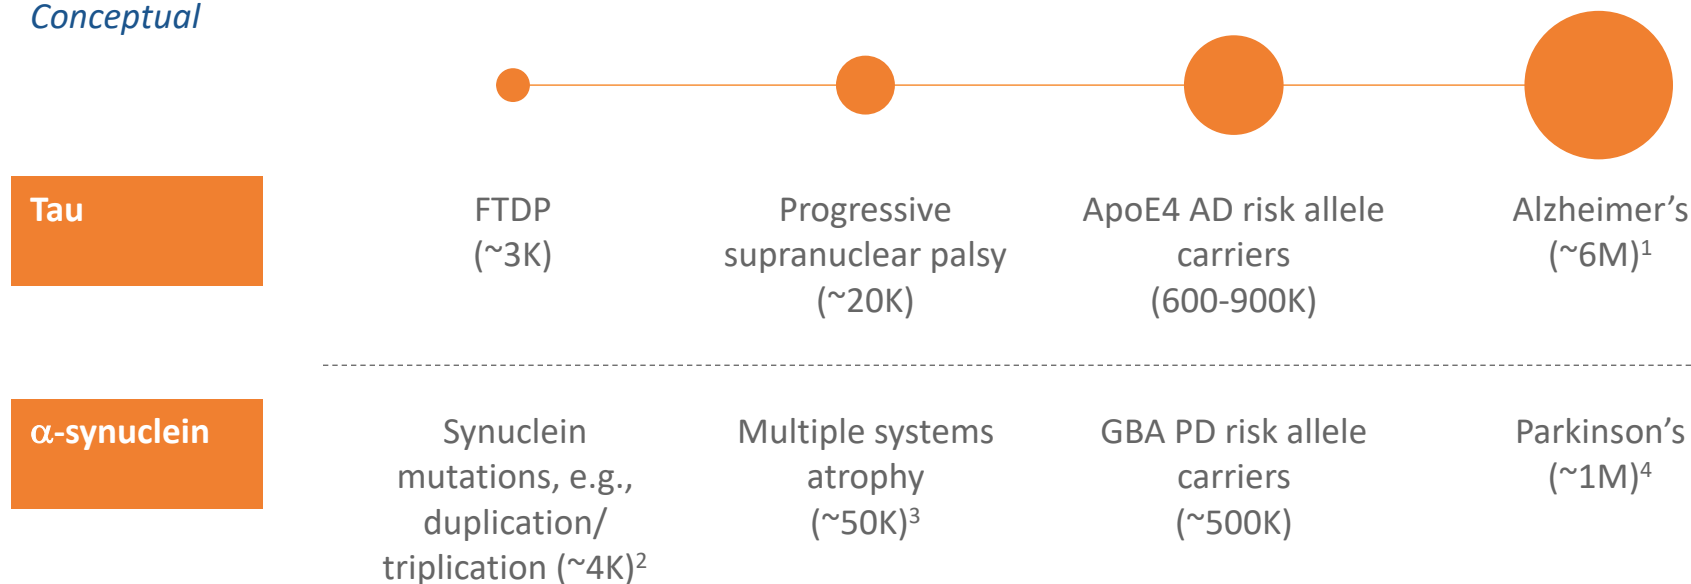 Conceptual
Tau
FTDP
(~3K)
Progressive
supranuclear palsy
(~20K)
ApoE4 AD risk allele
carriers
(600-900K)
Alzheimer’s
(~6M)1
α-synuclein
Synuclein
mutations, e.g.,
duplication/
triplication (~4K)2
Multiple systems
atrophy
(~50K)3
GBA PD risk allele
carriers
(~500K)
Parkinson’s
(~1M)4